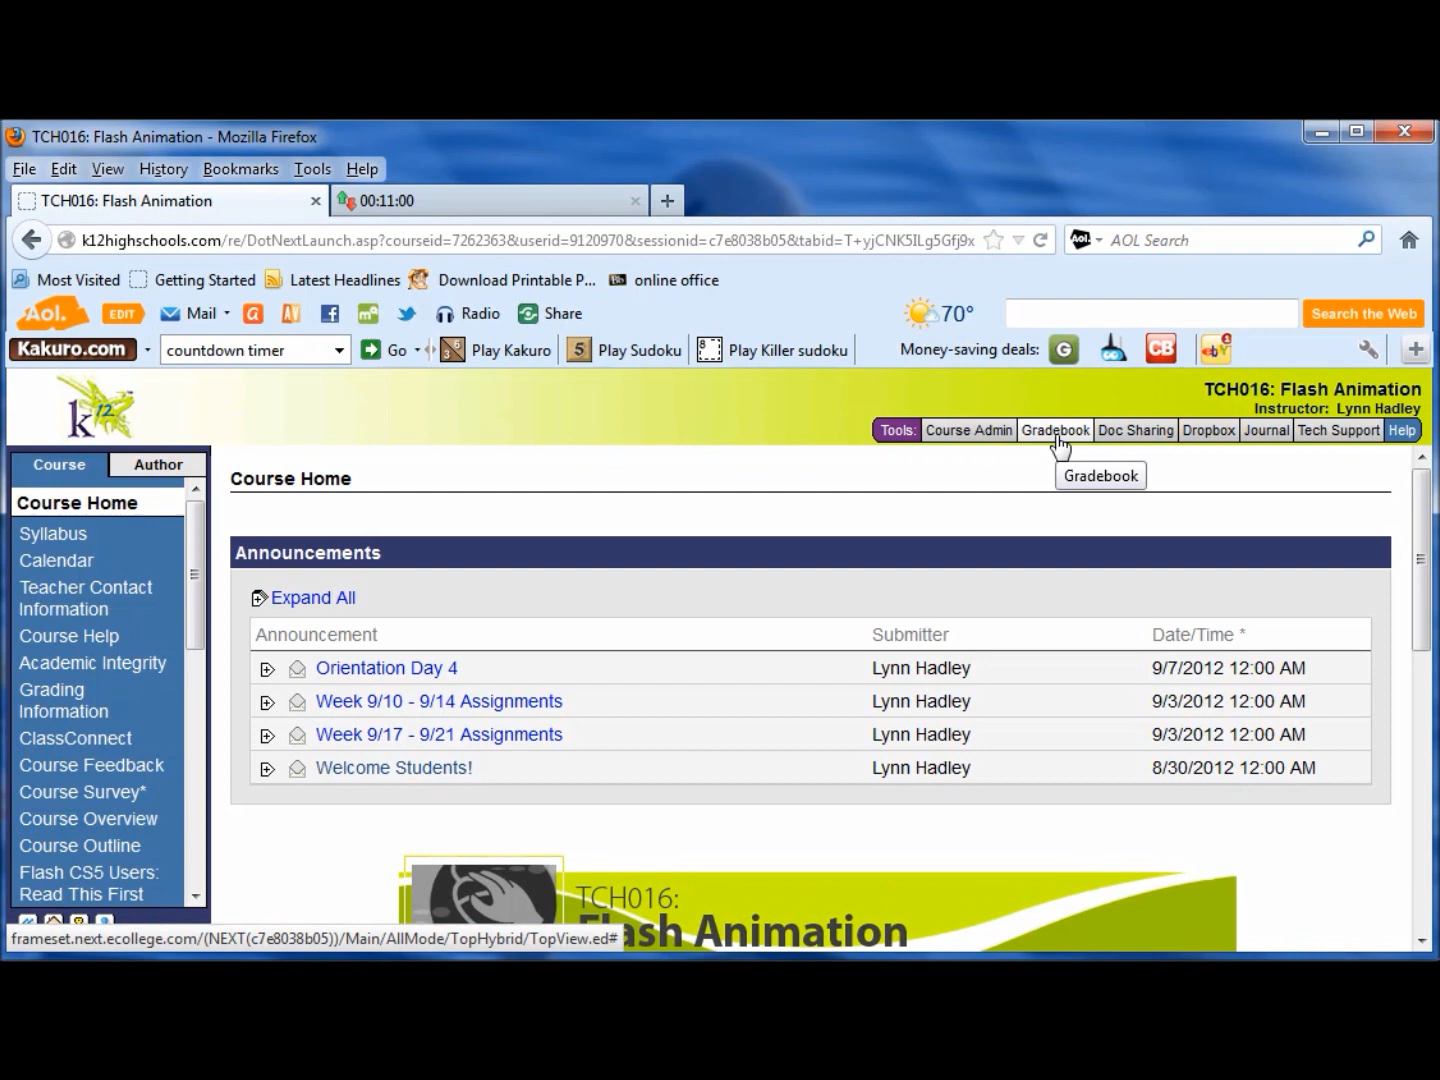 TCH016: Flash Animation - Mozilla Firefox
File Edit View History Bookmarks Tools Help
TCH016: Flash Animation × 00:11:00 × +
k12highschools.com/re/DotNextLaunch.asp?courseid=7262363&userid=9120970&sessionid=c7e8038b05&tabid=T+yjCNK5ILg5Gfj9x Aol. AOL Search
Most Visited Getting Started Latest Headlines Download Printable P... online office
Aol. EDIT Mail Radio Share 70° Search the Web
Kakuro.com countdown timer Go Play Kakuro 5 Play Sudoku 8 Play Killer sudoku Money-saving deals: G CB ebY 1
k12
TCH016: Flash Animation
Instructor: Lynn Hadley
Tools: Course Admin Gradebook Doc Sharing Dropbox Journal Tech Support Help
Gradebook
Course Author
Course Home
Syllabus
Calendar
Teacher Contact
Information
Course Help
Academic Integrity
Grading
Information
ClassConnect
Course Feedback
Course Survey*
Course Overview
Course Outline
Flash CS5 Users:
Read This First
Course Home
Announcements
Expand All
Announcement Submitter Date/Time *
Orientation Day 4 Lynn Hadley 9/7/2012 12:00 AM
Week 9/10 - 9/14 Assignments Lynn Hadley 9/3/2012 12:00 AM
Week 9/17 - 9/21 Assignments Lynn Hadley 9/3/2012 12:00 AM
Welcome Students! Lynn Hadley 8/30/2012 12:00 AM
TCH016:
Flash Animation
frameset.next.ecollege.com/(NEXT(c7e8038b05))/Main/AllMode/TopHybrid/TopView.ed#